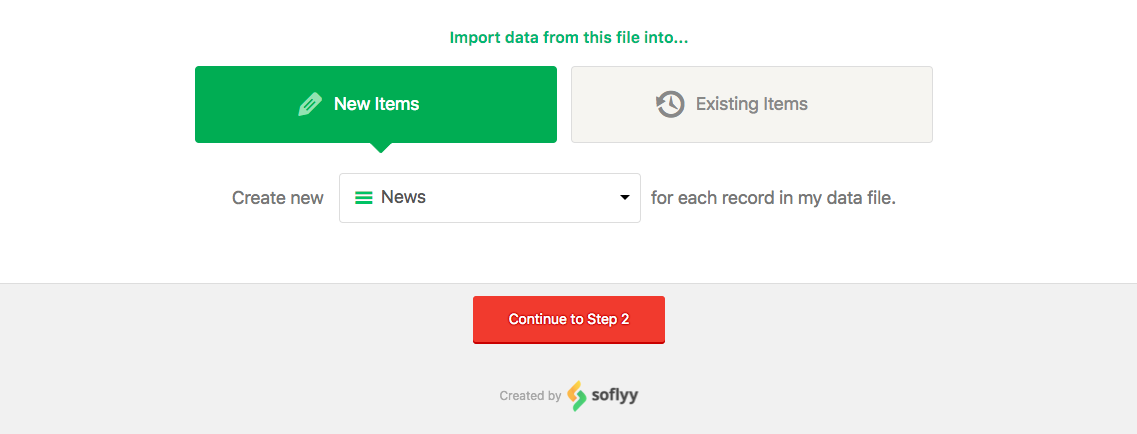 Import data from this file into...
New Items
Existing Items
Create new News for each record in my data file.
Continue to Step 2
Created by soflyy